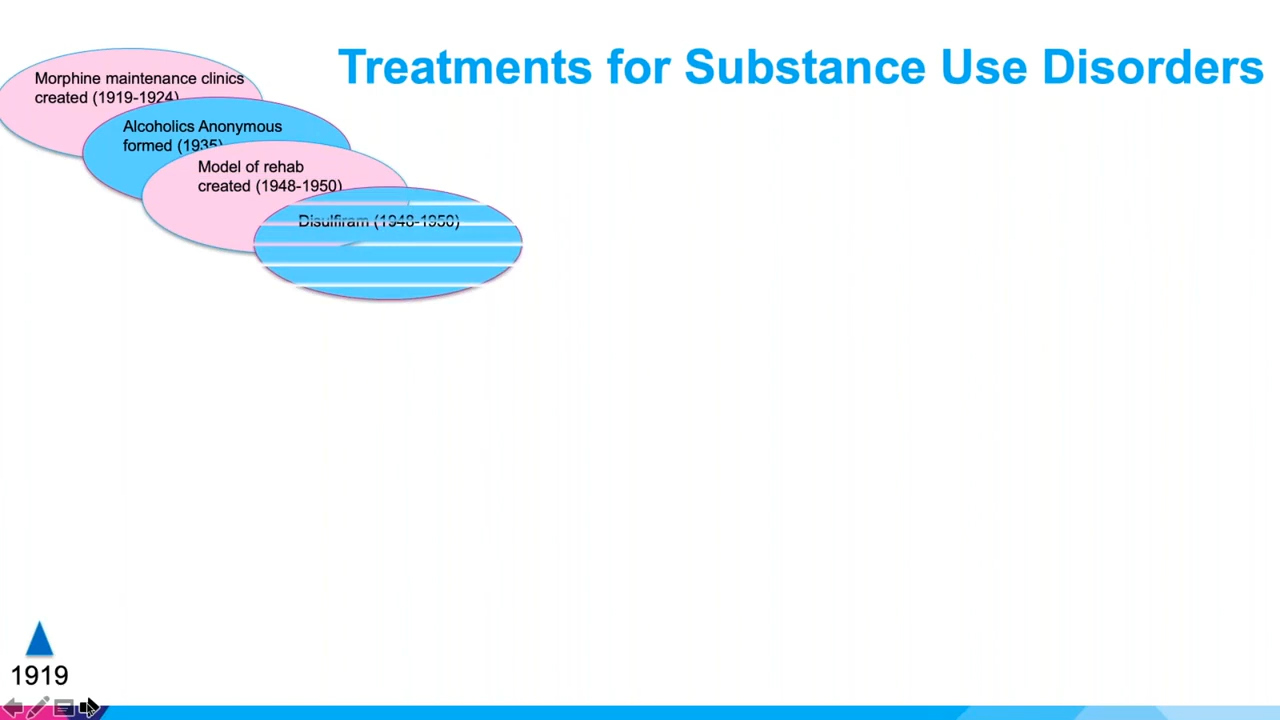 Treatments for Substance Use Disorders
Morphine maintenance clinics
created (1919-1924)
Alcoholics Anonymous
formed (1935)
Model of rehab
created (1948-1950)
Disulfiram (1948-1950)
1919